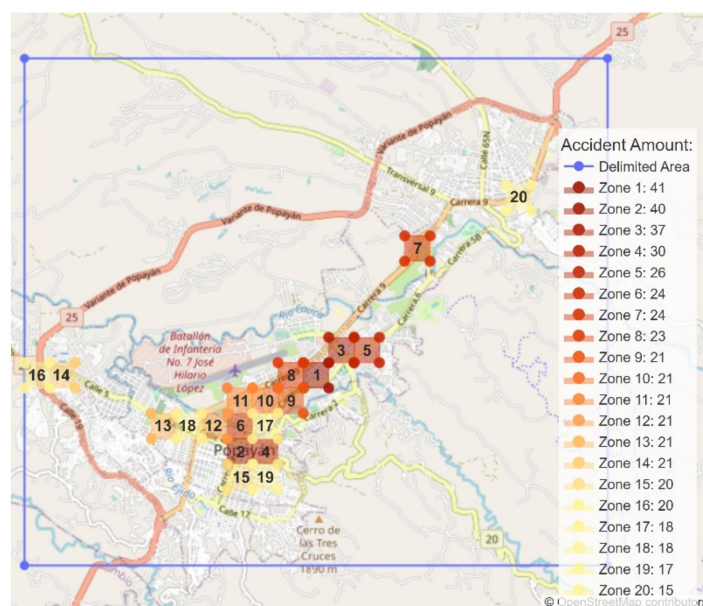 25
Accident Amount:
Delimited Area
Zone 1: 41
Zone 2: 40
Zone 3: 37
Zone 4: 30
Zone 5: 26
Zone 6: 24
Zone 7: 24
Zone 8: 23
Zone 9: 21
Zone 10: 21
Zone 11: 21
Zone 12: 21
Zone 13: 21
Zone 14: 21
Zone 15: 20
Zone 16: 20
Zone 17: 18
Zone 18: 18
Zone 19: 17
Zone 20: 15
Variante de Popayán
Calle 65N
Transversal 9
Carrera 9
20
Variante de Popayán
7
Carrera 5B
Variante de Popayán
Río Cauca
Carrera 9
Carrera 6
25
Batallón
de Infantería
No. 7 José
Hilario
López
3 5
16 14
8 1
Calle 5
11 10 9
Calle 19
13 18 12 6 17
Popayán
2 4
15 19
Calle 17
Cerro de
las Tres
Cruces
1890 m
20
© OpenStreetMap contributors